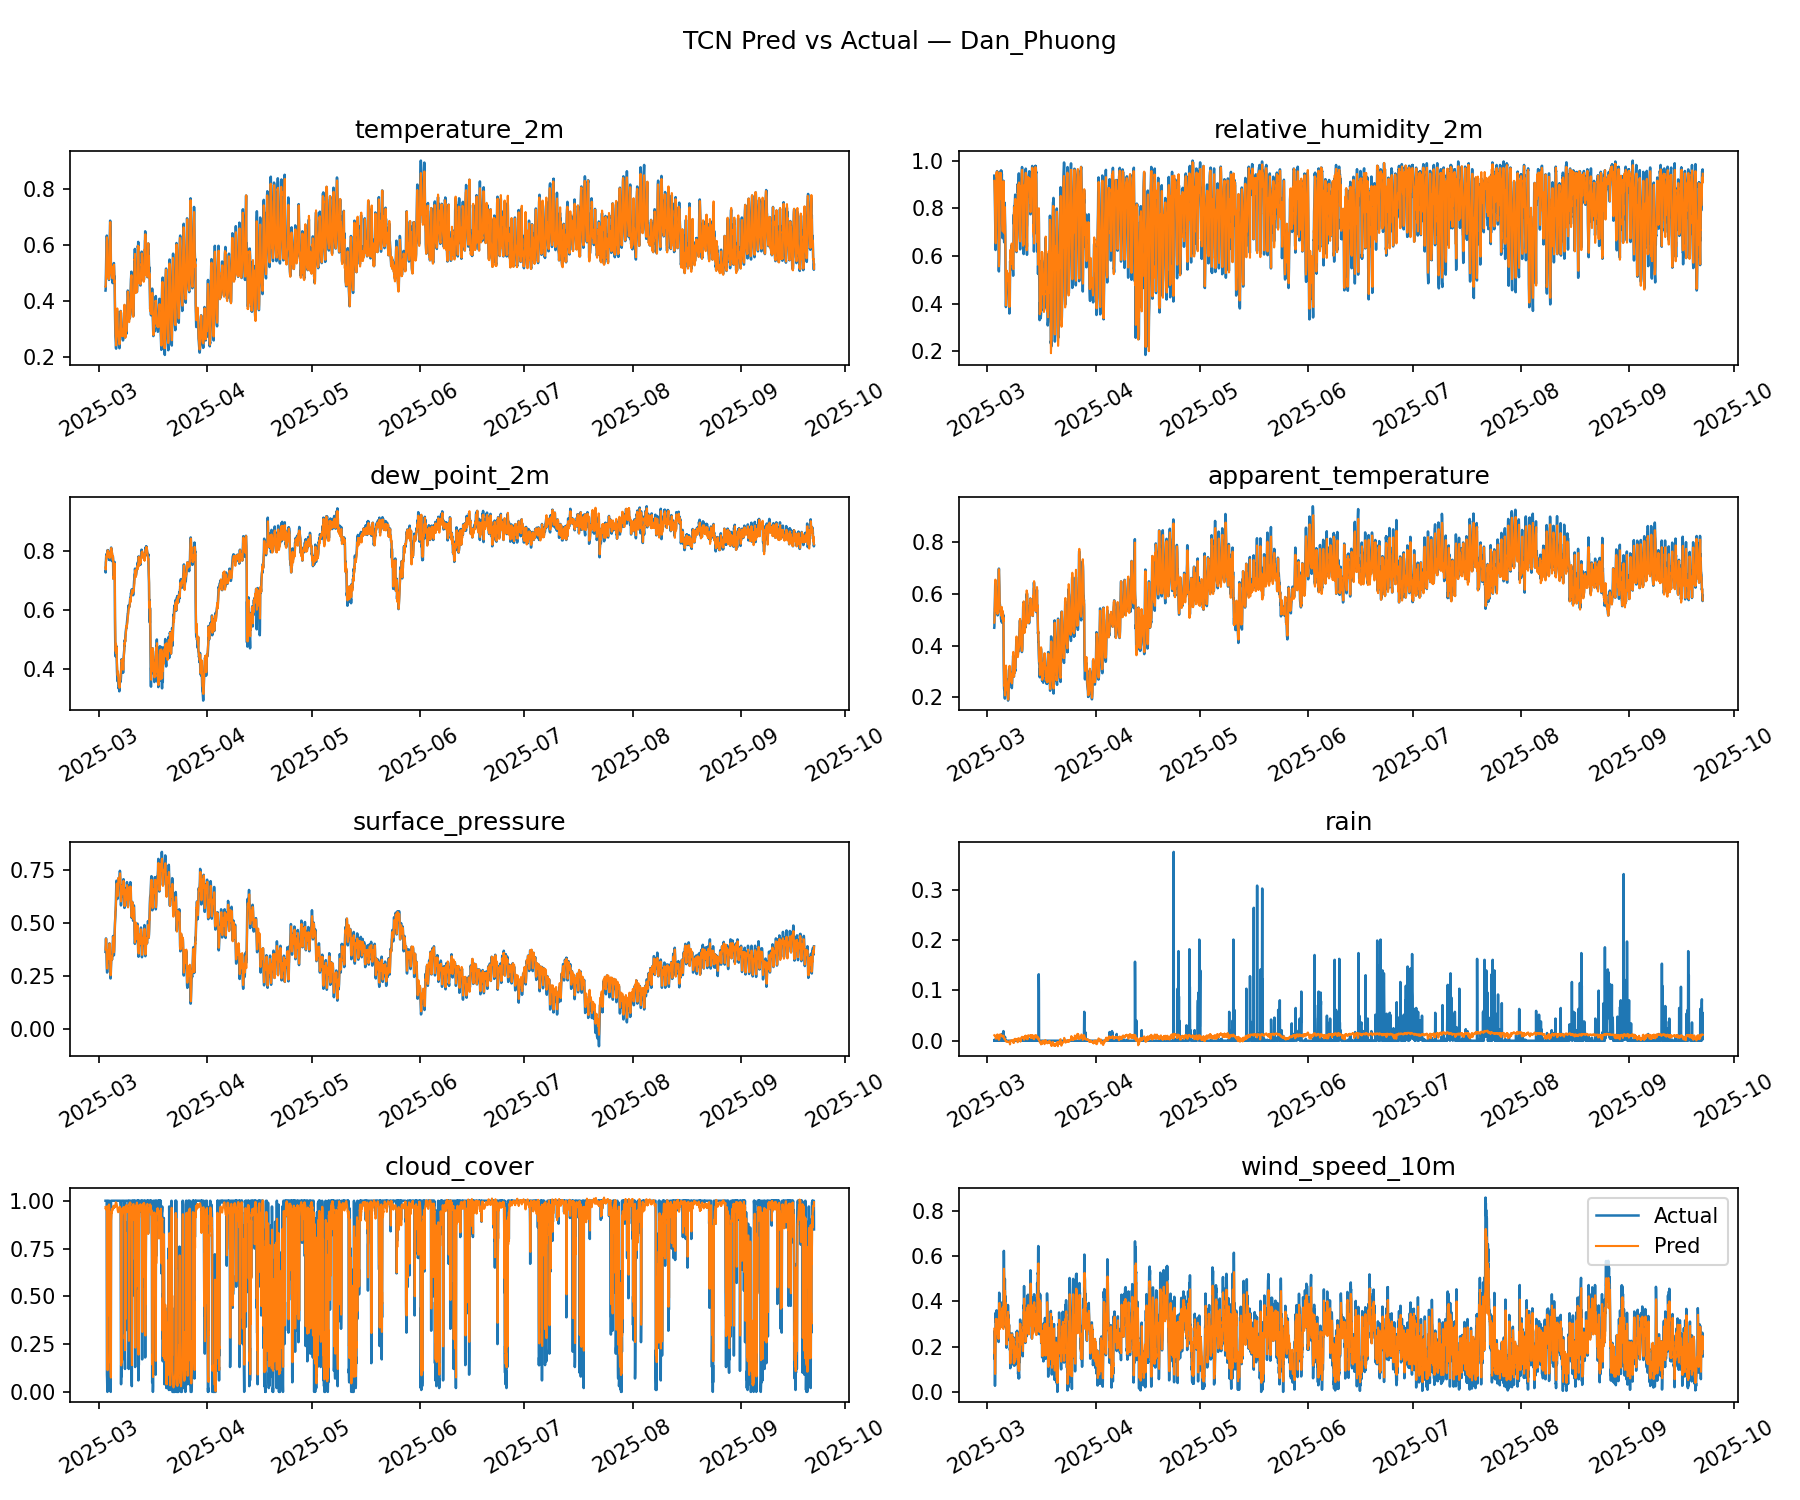 TCN Pred vs Actual — Dan_Phuong
temperature_2m
0.8
0.6
0.4
0.2
2025-03 2025-04 2025-05 2025-06 2025-07 2025-08 2025-09 2025-10
relative_humidity_2m
1.0
0.8
0.6
0.4
0.2
2025-03 2025-04 2025-05 2025-06 2025-07 2025-08 2025-09 2025-10
dew_point_2m
0.8
0.6
0.4
2025-03 2025-04 2025-05 2025-06 2025-07 2025-08 2025-09 2025-10
apparent_temperature
0.8
0.6
0.4
0.2
2025-03 2025-04 2025-05 2025-06 2025-07 2025-08 2025-09 2025-10
surface_pressure
0.75
0.50
0.25
0.00
2025-03 2025-04 2025-05 2025-06 2025-07 2025-08 2025-09 2025-10
rain
0.3
0.2
0.1
0.0
2025-03 2025-04 2025-05 2025-06 2025-07 2025-08 2025-09 2025-10
cloud_cover
1.00
0.75
0.50
0.25
0.00
2025-03 2025-04 2025-05 2025-06 2025-07 2025-08 2025-09 2025-10
wind_speed_10m
0.8
0.6
0.4
0.2
0.0
Actual
Pred
2025-03 2025-04 2025-05 2025-06 2025-07 2025-08 2025-09 2025-10